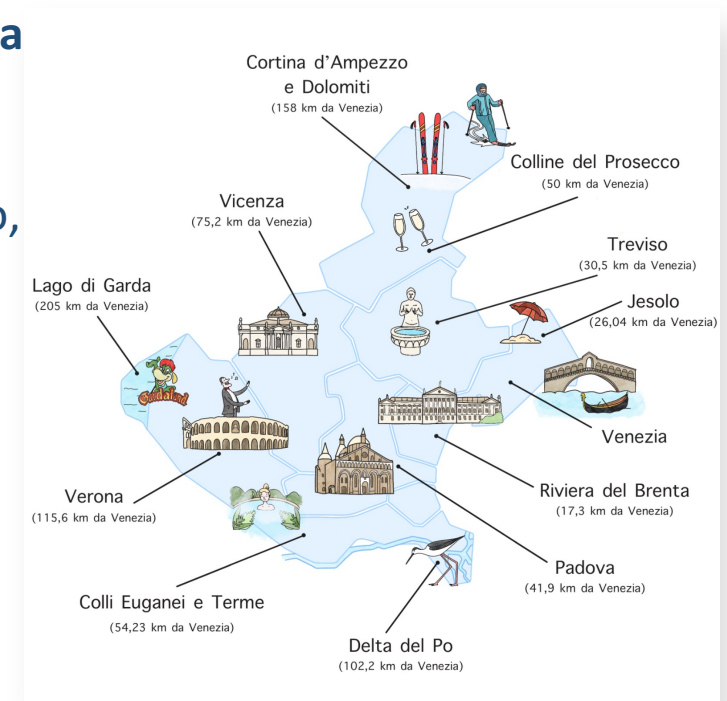 a
o,
Cortina d'Ampezzo
e Dolomiti
(158 km da Venezia)
Colline del Prosecco
(50 km da Venezia)
Vicenza
(75,2 km da Venezia)
Treviso
(30,5 km da Venezia)
Lago di Garda
(205 km da Venezia)
Jesolo
(26,04 km da Venezia)
Gardaland
Venezia
Verona
(115,6 km da Venezia)
Riviera del Brenta
(17,3 km da Venezia)
Padova
(41,9 km da Venezia)
Colli Euganei e Terme
(54,23 km da Venezia)
Delta del Po
(102,2 km da Venezia)